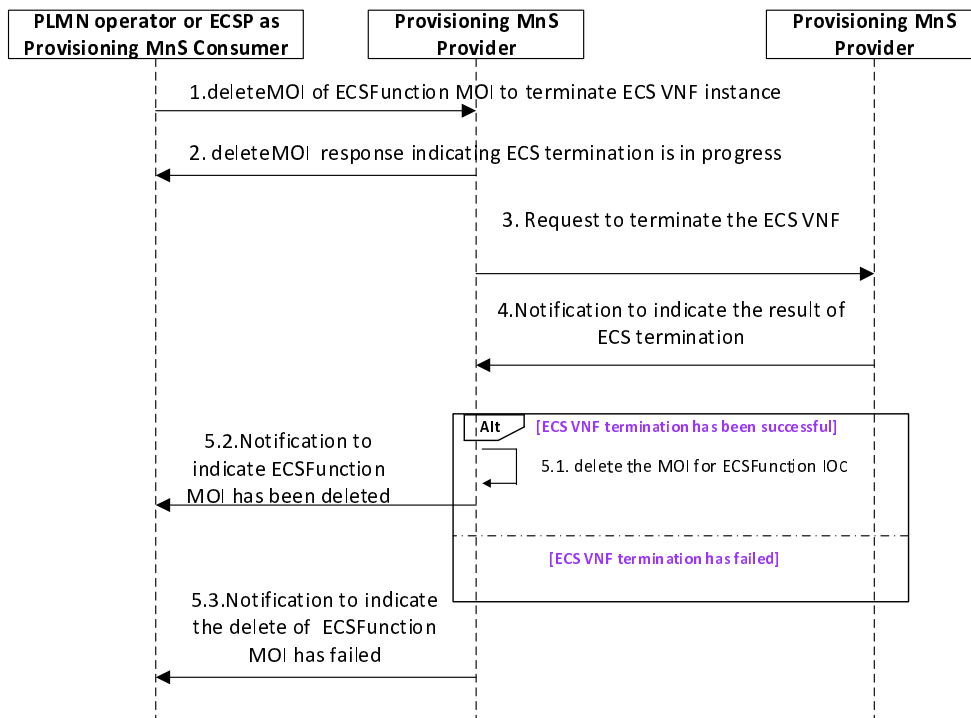 PLMN operator or ECSP as
Provisioning MnS Consumer
Provisioning MnS
Provider
Provisioning MnS
Provider
1.deleteMOI of ECSFunction MOI to terminate ECS VNF instance
2. deleteMOI response indicating ECS termination is in progress
3. Request to terminate the ECS VNF
4.Notification to indicate the result of
ECS termination
Alt
[ECS VNF termination has been successful]
5.1. delete the MOI for ECSFunction IOC
5.2.Notification to
indicate ECSFunction
MOI has been deleted
[ECS VNF termination has failed]
5.3.Notification to indicate
the delete of ECSFunction
MOI has failed